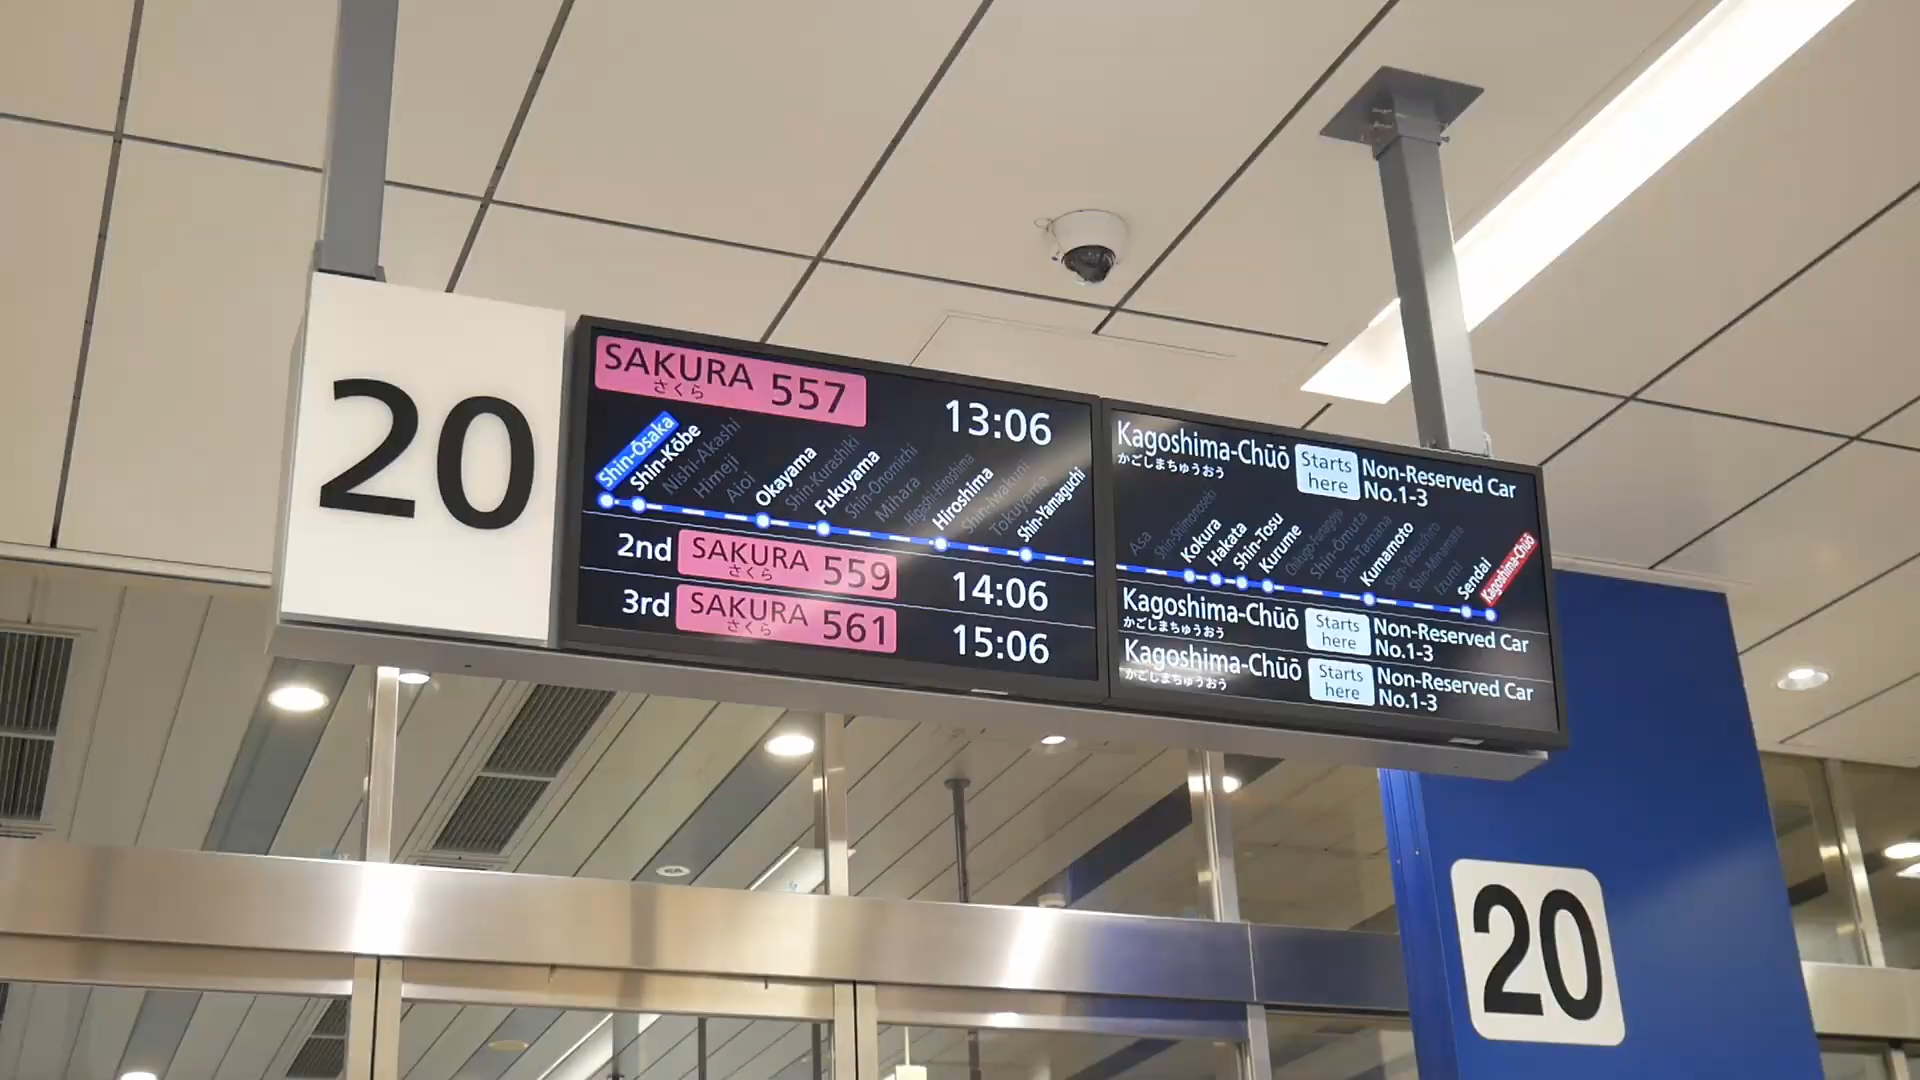 20
SAKURA 557
さくら
13:06
Shin-Ōsaka
Shin-Kōbe
Nishi-Akashi
Himeji
Aioi
Okayama
Shin-Kurashiki
Fukuyama
Shin-Onomichi
Mihara
Higashi-Hiroshima
Hiroshima
Shin-Iwakuni
Tokuyama
Shin-Yamaguchi
2nd SAKURA 559 14:06
さくら
3rd SAKURA 561 15:06
さくら
Kagoshima-Chūō
かごしまちゅうおう
Starts
here
Non-Reserved Car
No.1-3
Asa
Shin-Shimonoseki
Kokura
Hakata
Shin-Tosu
Kurume
Chikugo-Funagoya
Shin-Ōmuta
Shin-Tamana
Kumamoto
Shin-Yatsushiro
Shin-Minamata
Izumi
Sendai
Kagoshima-Chūō
Kagoshima-Chūō
かごしまちゅうおう
Starts
here
Non-Reserved Car
No.1-3
Kagoshima-Chūō
かごしまちゅうおう
Starts
here
Non-Reserved Car
No.1-3
20